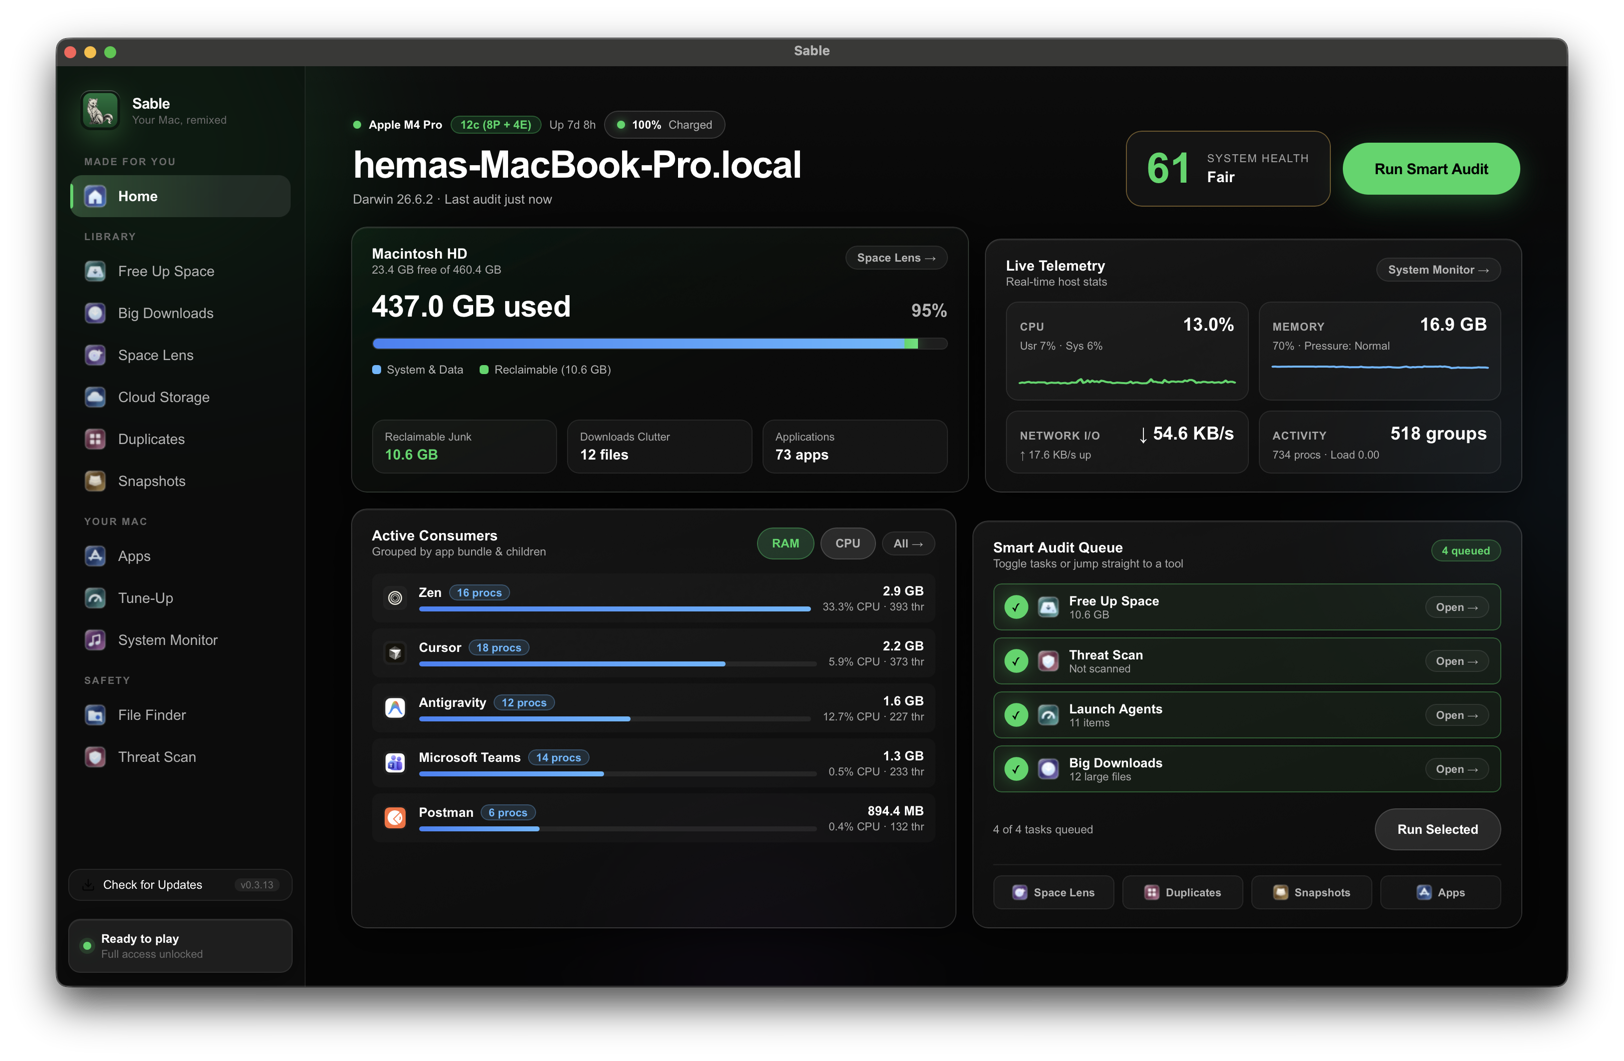 Sable
Sable
Your Mac, remixed
MADE FOR YOU
Home
LIBRARY
Free Up Space
Big Downloads
Space Lens
Cloud Storage
Duplicates
Snapshots
YOUR MAC
Apps
Tune-Up
System Monitor
SAFETY
File Finder
Threat Scan
Check for Updates v0.3.13
Ready to play
Full access unlocked
Apple M4 Pro 12c (8P + 4E) Up 7d 8h 100% Charged
hemas-MacBook-Pro.local
Darwin 26.6.2 · Last audit just now
61 SYSTEM HEALTH
Fair
Run Smart Audit
Macintosh HD
23.4 GB free of 460.4 GB
Space Lens →
437.0 GB used 95%
System & Data Reclaimable (10.6 GB)
Reclaimable Junk
10.6 GB
Downloads Clutter
12 files
Applications
73 apps
Live Telemetry
Real-time host stats
System Monitor →
CPU 13.0%
Usr 7% · Sys 6%
MEMORY 16.9 GB
70% · Pressure: Normal
NETWORK I/O ↓ 54.6 KB/s
↑ 17.6 KB/s up
ACTIVITY 518 groups
734 procs · Load 0.00
Active Consumers
Grouped by app bundle & children
RAM CPU All →
Zen 16 procs 2.9 GB
33.3% CPU · 393 thr
Cursor 18 procs 2.2 GB
5.9% CPU · 373 thr
Antigravity 12 procs 1.6 GB
12.7% CPU · 227 thr
Microsoft Teams 14 procs 1.3 GB
0.5% CPU · 233 thr
Postman 6 procs 894.4 MB
0.4% CPU · 132 thr
Smart Audit Queue
Toggle tasks or jump straight to a tool
4 queued
Free Up Space
10.6 GB
Open →
Threat Scan
Not scanned
Open →
Launch Agents
11 items
Open →
Big Downloads
12 large files
Open →
4 of 4 tasks queued
Run Selected
Space Lens Duplicates Snapshots Apps